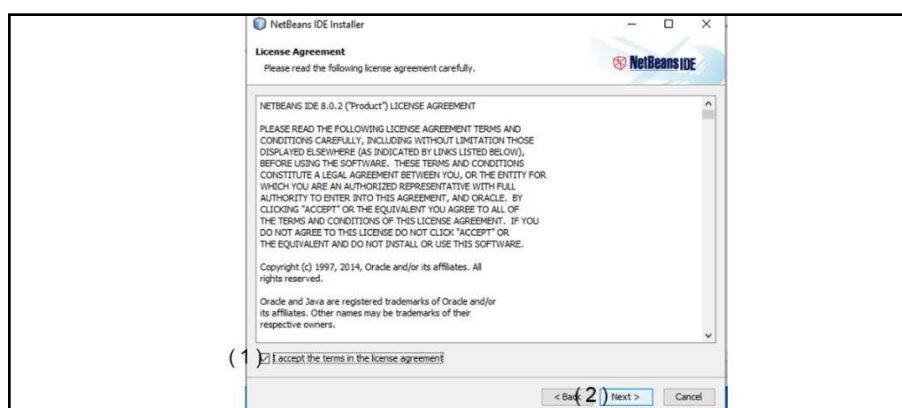 NetBeans IDE Installer
License Agreement
Please read the following license agreement carefully.
NetBeans IDE
NETBEANS IDE 8.0.2 ("Product") LICENSE AGREEMENT
PLEASE READ THE FOLLOWING LICENSE AGREEMENT TERMS AND
CONDITIONS CAREFULLY, INCLUDING WITHOUT LIMITATION THOSE
DISPLAYED ELSEWHERE (AS INDICATED BY LINKS LISTED BELOW),
BEFORE USING THE SOFTWARE. THESE TERMS AND CONDITIONS
CONSTITUTE A LEGAL AGREEMENT BETWEEN YOU, OR THE ENTITY FOR
WHICH YOU ARE AN AUTHORIZED REPRESENTATIVE WITH FULL
AUTHORITY TO ENTER INTO THIS AGREEMENT, AND ORACLE. BY
CLICKING "ACCEPT" OR THE EQUIVALENT YOU AGREE TO ALL OF
THE TERMS AND CONDITIONS OF THIS LICENSE AGREEMENT. IF YOU
DO NOT AGREE TO THIS LICENSE DO NOT CLICK "ACCEPT" OR
THE EQUIVALENT AND DO NOT INSTALL OR USE THIS SOFTWARE.
Copyright (c) 1997, 2014, Oracle and/or its affiliates. All
rights reserved.
Oracle and Java are registered trademarks of Oracle and/or
its affiliates. Other names may be trademarks of their
respective owners.
(1) I accept the terms in the license agreement
< Back (2) Next > Cancel